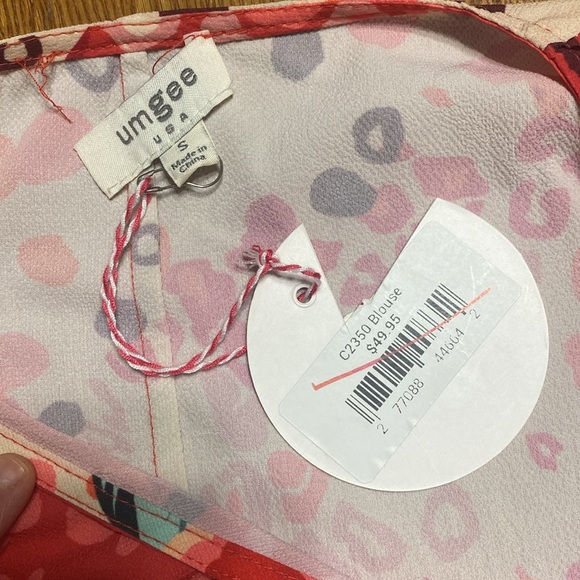 umgee
USA
S
Made in
China
C2350 Blouse
$49.95
2 77088 44664 2